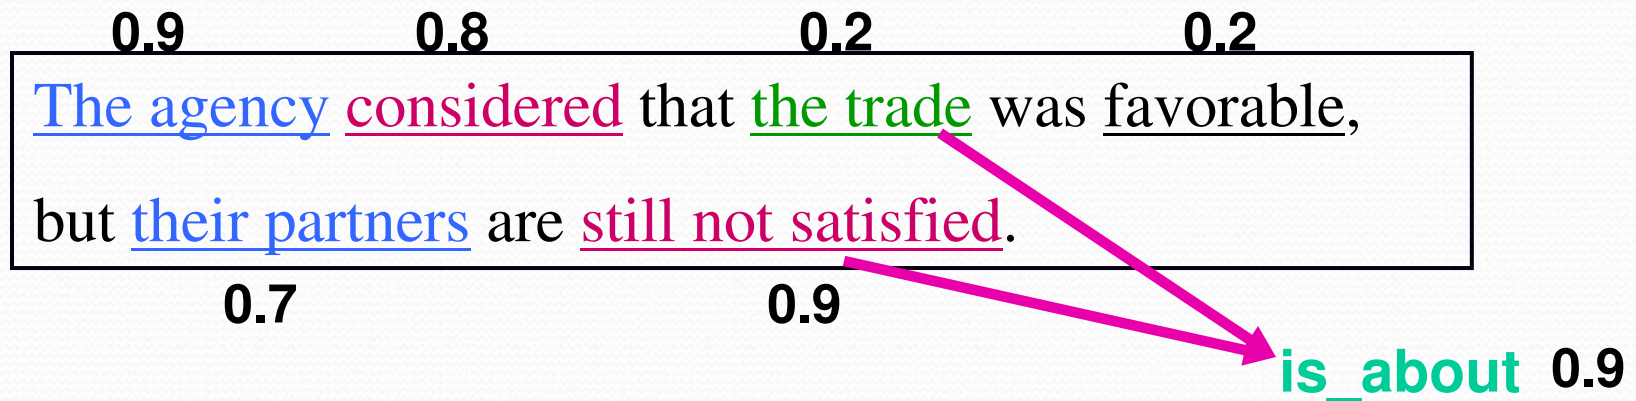 0.9 0.8 0.2 0.2
The agency considered that the trade was favorable,
but their partners are still not satisfied.
0.7 0.9
is_about 0.9